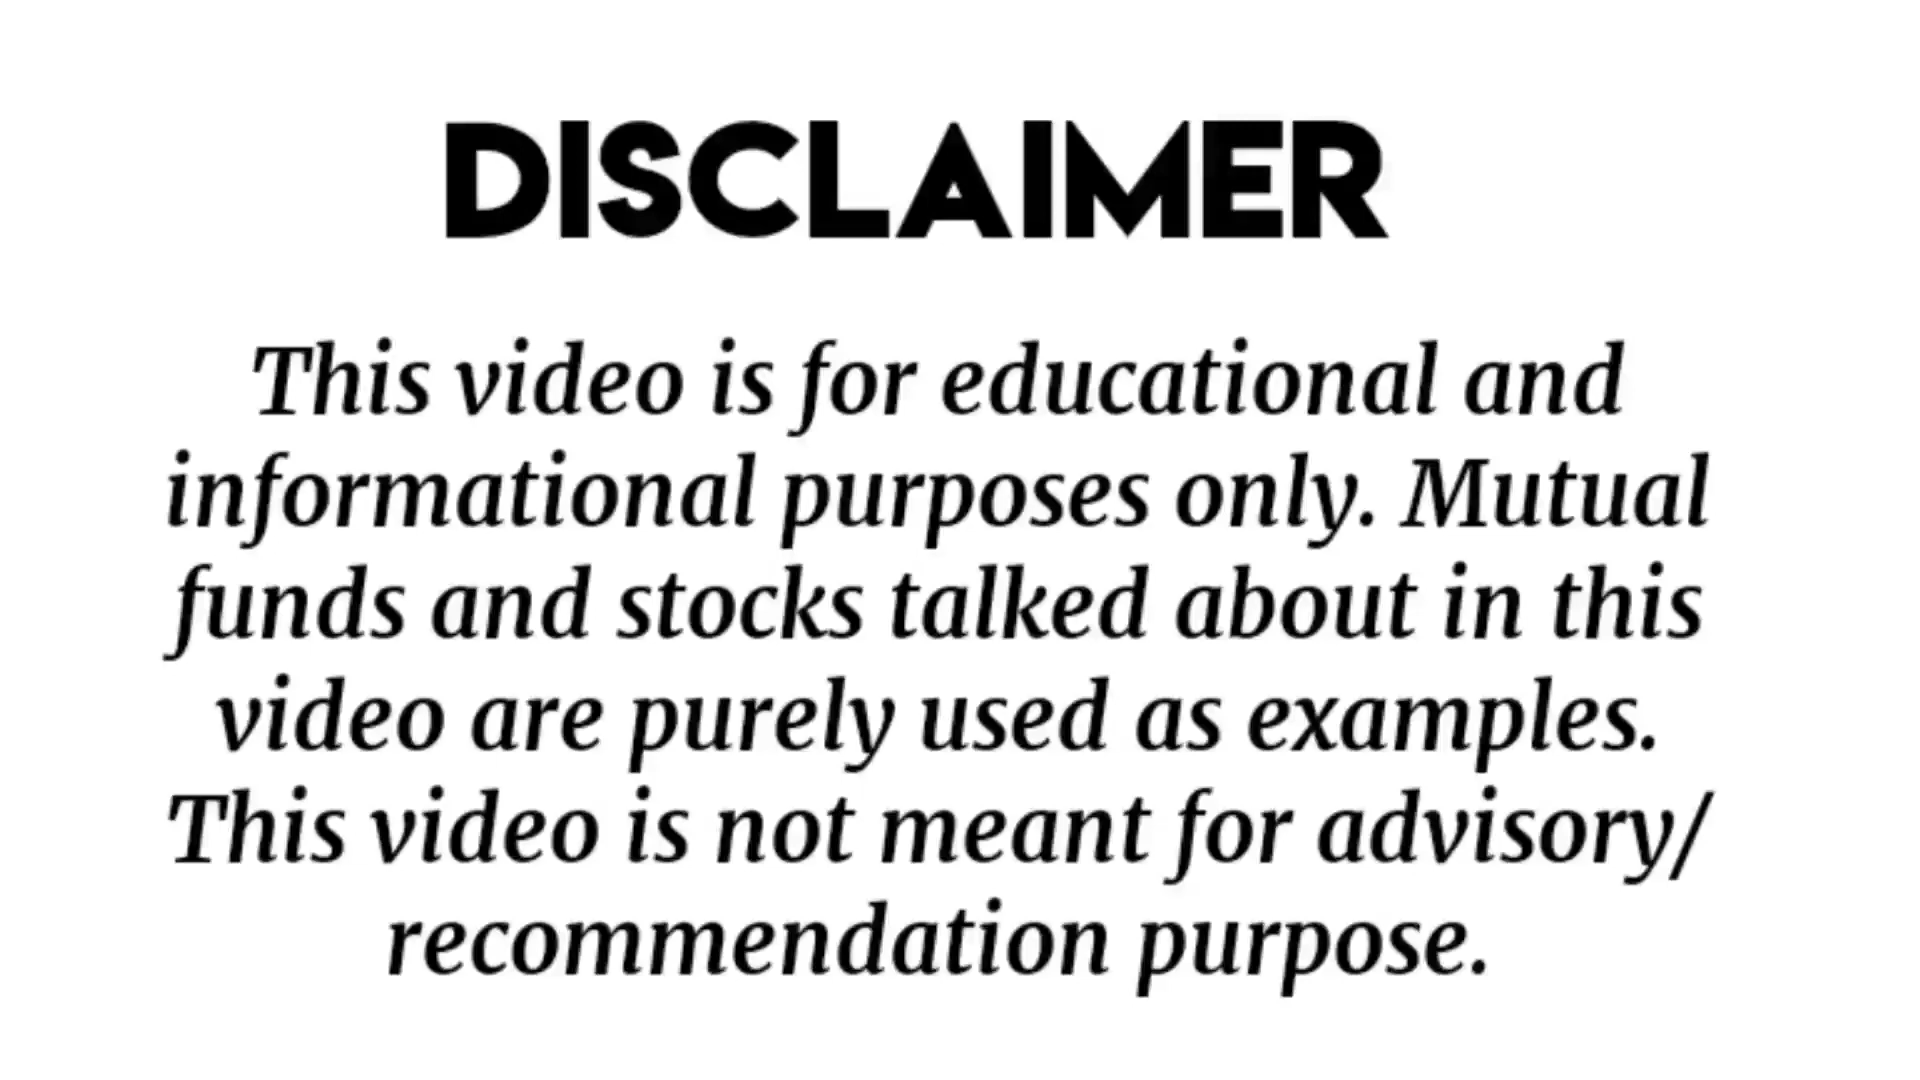 DISCLAIMER
This video is for educational and
informational purposes only. Mutual
funds and stocks talked about in this
video are purely used as examples.
This video is not meant for advisory/
recommendation purpose.